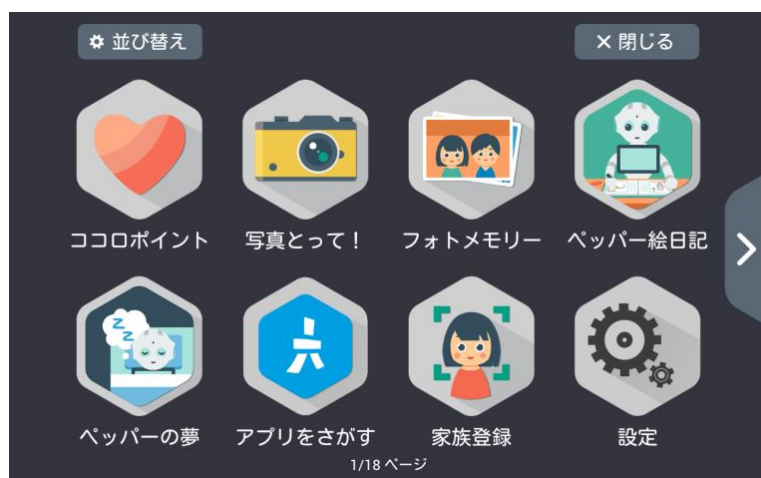 並び替え
閉じる
ココロポイント
写真とって！
フォトメモリー
ペッパー絵日記
ペッパーの夢
アプリをさがす
家族登録
設定
1/18 ページ